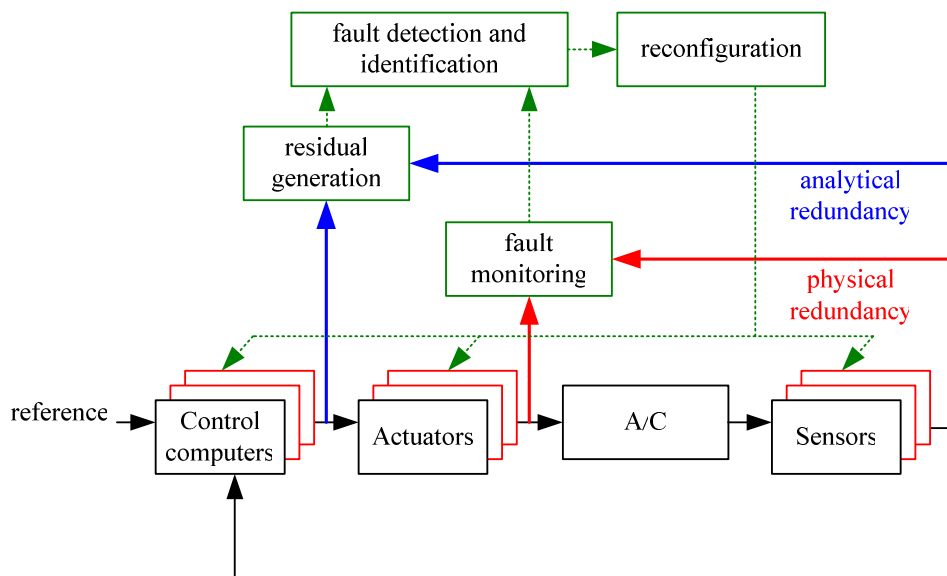 fault detection and
identification
reconfiguration
residual
generation
analytical
redundancy
fault
monitoring
physical
redundancy
reference
Control
computers
Actuators
A/C
Sensors